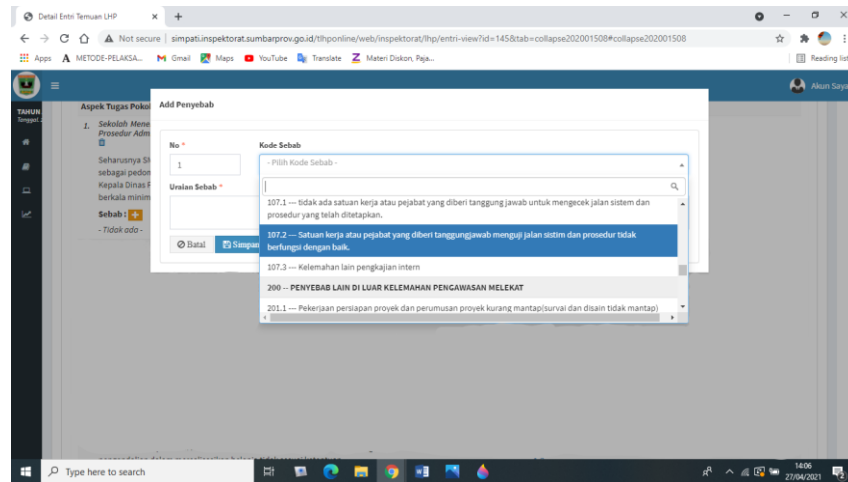 Detail Entri Temuan LHP
Not secure | simpati.inspektorat.sumbarprov.go.id/tlhponline/web/inspektorat/lhp/entri-view?id=145&tab=collapse202001508#collapse202001508
Apps
METODE-PELAKSA...
Gmail
Maps
YouTube
Translate
Materi Diskon, Paja...
Reading list
Akun Saya
TAHUN
Tanggal
Aspek Tugas Pokol
1. Sekolah Mene
Prosedur Adm
Seharusnya
sebagai pedon
Kepala Dinas
berkala minim
Sebab :
- Tidak ada -
Add Penyebab
No *
Kode Sebab
1
- Pilih Kode Sebab -
Uraian Sebab *
Batal
Simpan
107.1 --- tidak ada satuan kerja atau pejabat yang diberi tanggung jawab untuk mengecek jalan sistem dan
prosedur yang telah ditetapkan.
107.2 --- Satuan kerja atau pejabat yang diberi tanggungjawab menguji jalan sistim dan prosedur tidak
berfungsi dengan baik.
107.3 --- Kelemahan lain pengkajian intern
200 -- PENYEBAB LAIN DI LUAR KELEMAHAN PENGAWASAN MELEKAT
201.1 --- Pekerjaan persiapan proyek dan perumusan proyek kurang mantap(survai dan disain tidak mantap)
Type here to search
14:06
27/04/2021